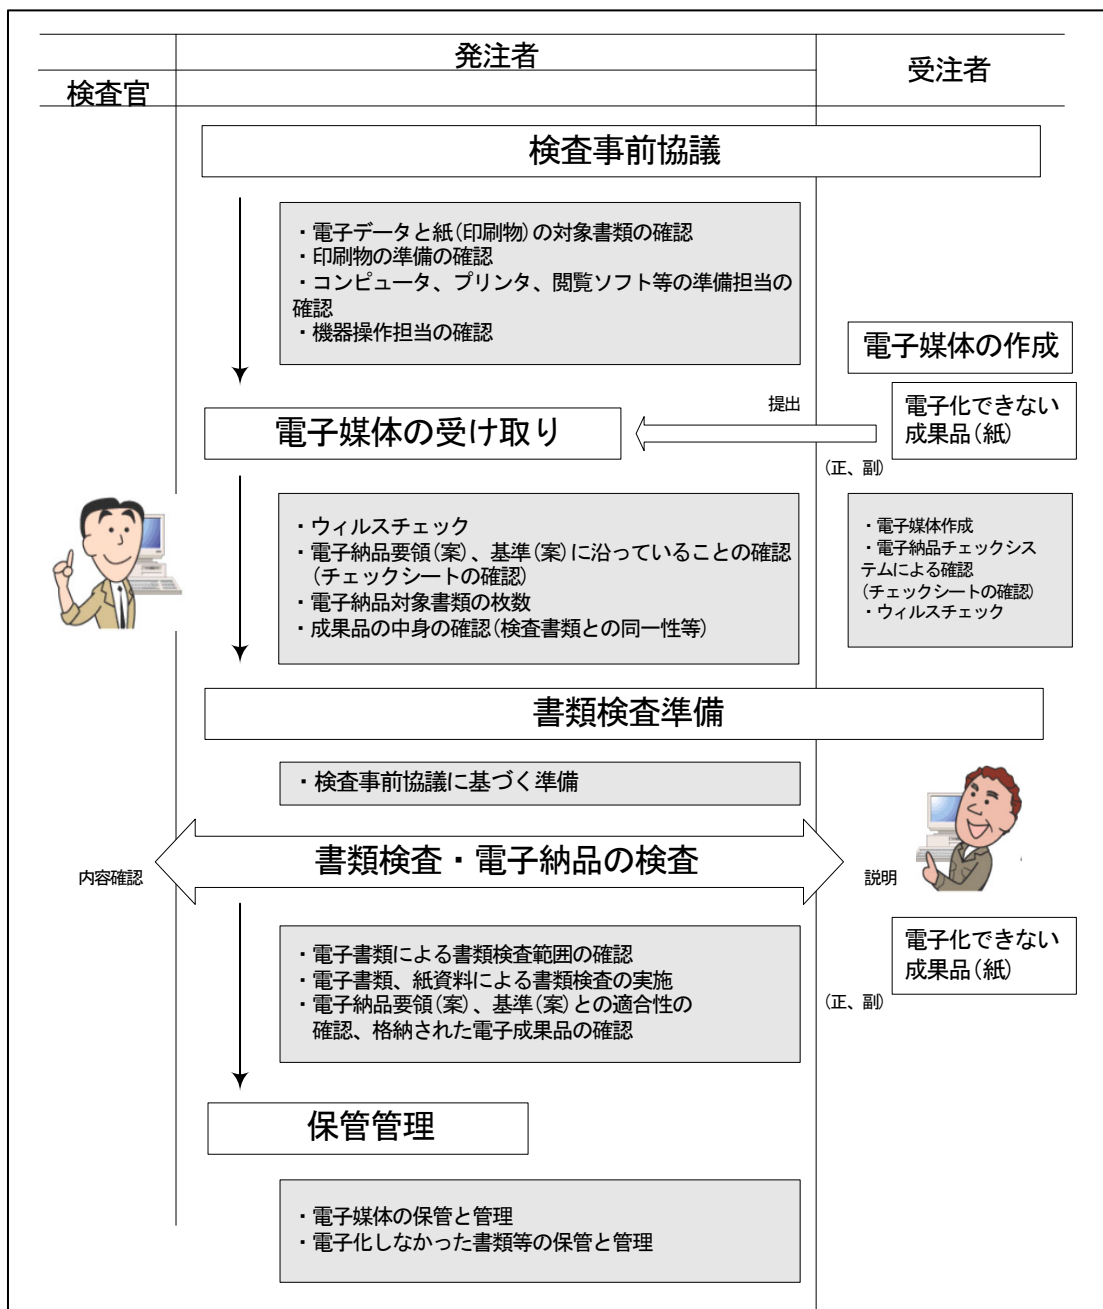 発注者
受注者
検査官
検査事前協議
・電子データと紙(印刷物)の対象書類の確認
・印刷物の準備の確認
・コンピュータ、プリンタ、閲覧ソフト等の準備担当の
確認
・機器操作担当の確認
電子媒体の作成
提出
電子化できない
成果品(紙)
電子媒体の受け取り
(正、副)
・ウィルスチェック
・電子納品要領(案)、基準(案)に沿っていることの確認
(チェックシートの確認)
・電子納品対象書類の枚数
・成果品の中身の確認(検査書類との同一性等)
・電子媒体作成
・電子納品チェックシス
テムによる確認
(チェックシートの確認)
・ウィルスチェック
書類検査準備
・検査事前協議に基づく準備
書類検査・電子納品の検査
内容確認
説明
・電子書類による書類検査範囲の確認
・電子書類、紙資料による書類検査の実施
・電子納品要領(案)、基準(案)との適合性の
確認、格納された電子成果品の確認
電子化できない
成果品(紙)
(正、副)
保管管理
・電子媒体の保管と管理
・電子化しなかった書類等の保管と管理